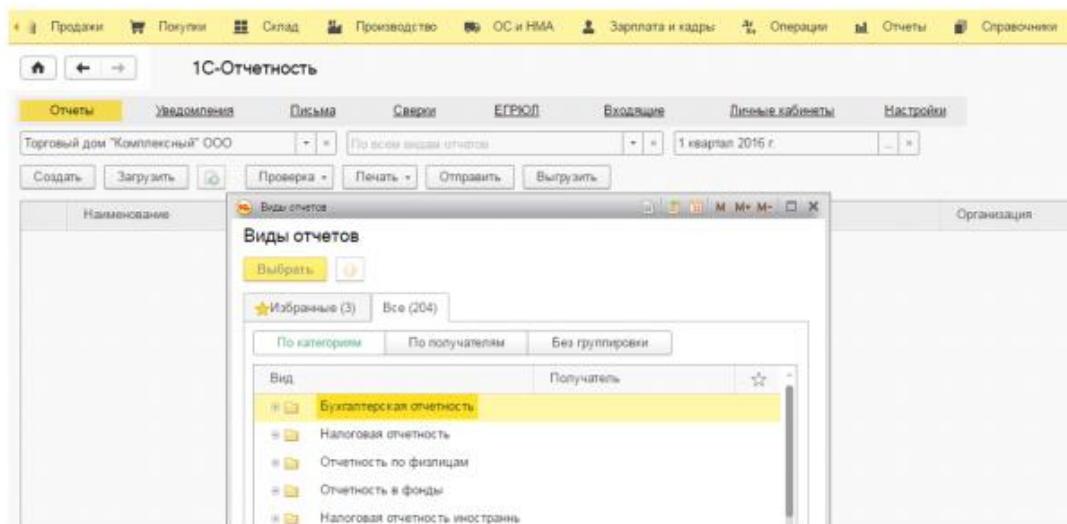 Продажи Покупки Склад Производство ОС и НМА Зарплата и кадры Операции Отчеты Справочники
1С-Отчетность
Отчеты Уведомления Письма Сверки ЕГРЮЛ Входящие Личные кабинеты Настройки
Торговый дом "Комплексный" ООО По всем видам отчетов 1 квартал 2016 г.
Создать Загрузить Проверка Печать Отправить Выгрузить
Наименование Организация
Виды отчетов M M+ M-
Виды отчетов
Выбрать
Избранные (3) Все (204)
По категориям По получателям Без группировки
Вид Получатель
Бухгалтерская отчетность
Налоговая отчетность
Отчетность по физлицам
Отчетность в фонды
Налоговая отчетность иностраннь